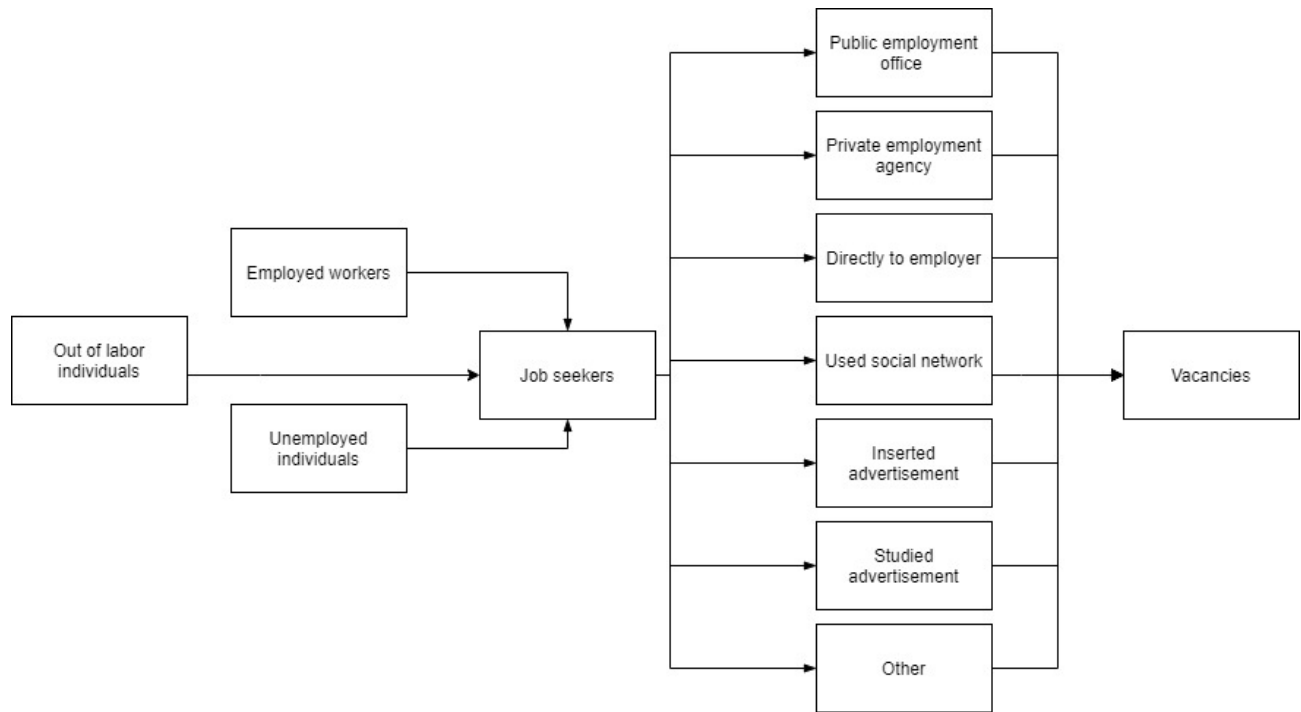 Out of labor
individuals
Employed workers
Unemployed
individuals
Job seekers
Public employment
office
Private employment
agency
Directly to employer
Used social network
Inserted
advertisement
Studied
advertisement
Other
Vacancies